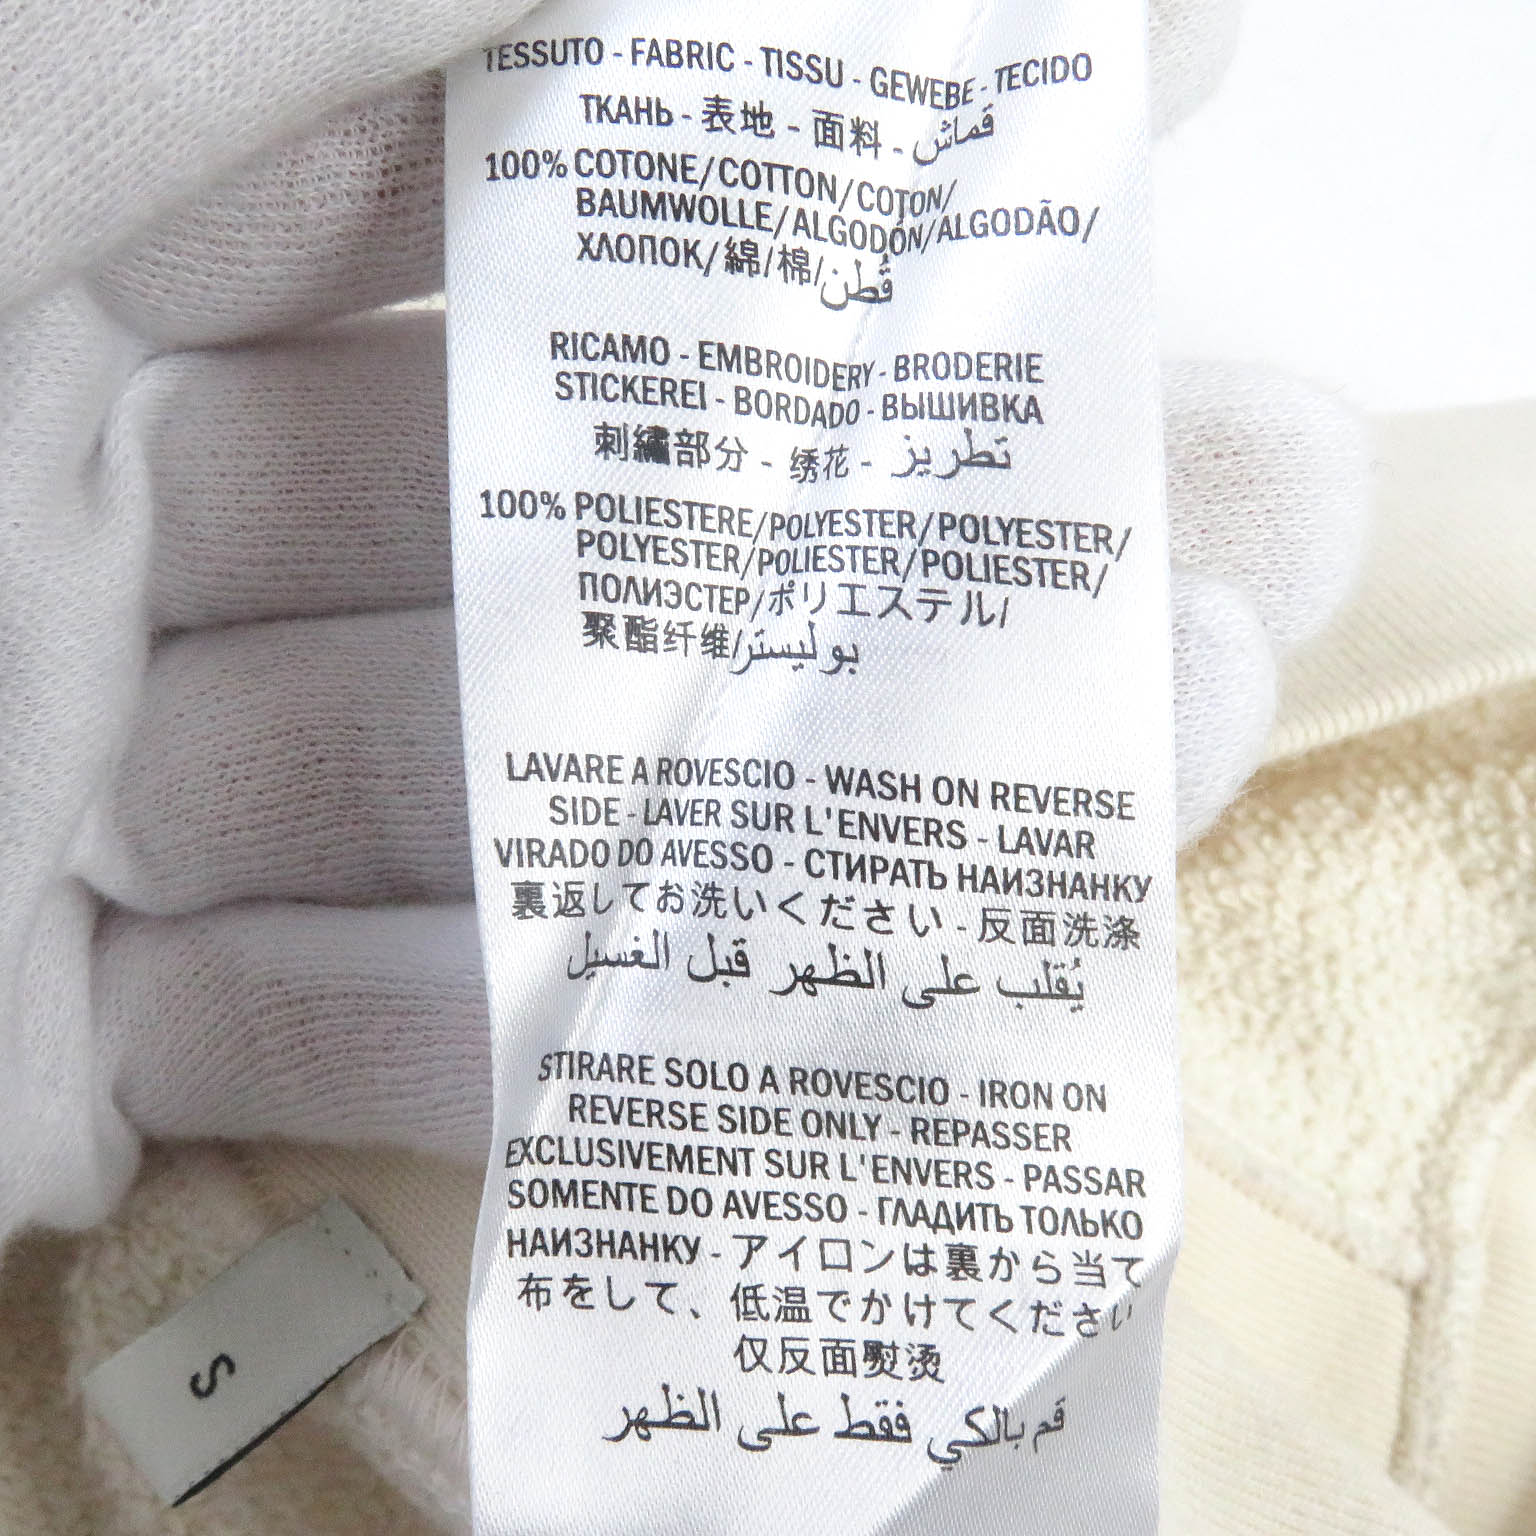 TESSUTO - FABRIC - TISSU - GEWEBE - TECIDO
ТКАНЬ - 表地 - 面料 - قماش
100% COTONE/COTTON/COTON/
BAUMWOLLE/ALGODÓN/ALGODÃO/
ХЛОПОК/綿/棉/قُطن
RICAMO - EMBROIDERY - BRODERIE
STICKEREI - BORDADO - ВЫШИВКА
刺繍部分 - 绣花 - تطريز
100% POLIESTERE/POLYESTER/POLYESTER/
POLYESTER/POLIESTER/POLIESTER/
ПОЛИЭСТЕР/ポリエステル/
聚酯纤维/بوليستر
LAVARE A ROVESCIO - WASH ON REVERSE
SIDE - LAVER SUR L'ENVERS - LAVAR
VIRADO DO AVESSO - СТИРАТЬ НАИЗНАНКУ
裏返してお洗いください - 反面洗涤
يُقلب على الظهر قبل الغسيل
STIRARE SOLO A ROVESCIO - IRON ON
REVERSE SIDE ONLY - REPASSER
EXCLUSIVEMENT SUR L'ENVERS - PASSAR
SOMENTE DO AVESSO - ГЛАДИТЬ ТОЛЬКО
НАИЗНАНКУ - アイロンは裏から当て
布をして、低温でかけてください
仅反面熨烫
قم بالكي فقط على الظهر
S